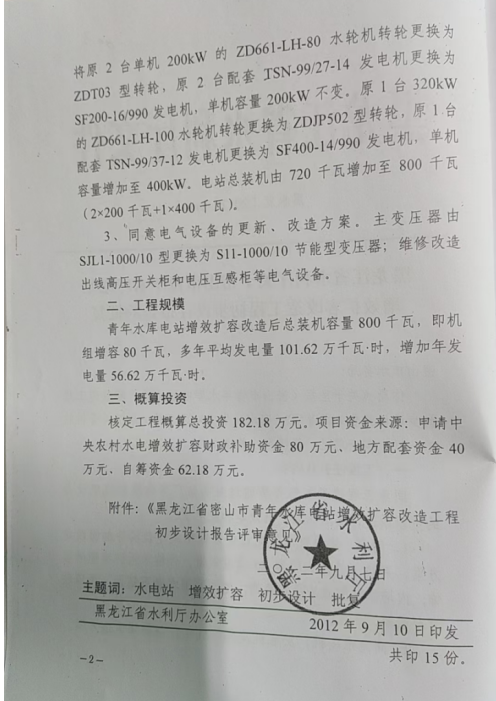 将原 2 台单机 200kW 的 ZD661-LH-80 水轮机转轮更换为
ZDT03 型转轮，原 2 台配套 TSN-99/27-14 发电机更换为
SF200-16/990 发电机，单机容量 200kW 不变。原 1 台 320kW
的 ZD661-LH-100 水轮机转轮更换为 ZDJP502 型转轮，原 1 台
配套 TSN-99/37-12 发电机更换为 SF400-14/990 发电机，单机
容量增加至 400kW。电站总装机由 720 千瓦增加至 800 千瓦
（2×200 千瓦+1×400 千瓦）。
3、同意电气设备的更新、改造方案。主变压器由
SJL1-1000/10 型更换为 S11-1000/10 节能型变压器；维修改造
出线高压开关柜和电压互感柜等电气设备。
二、工程规模
青年水库电站增效扩容改造后总装机容量 800 千瓦，即机
组增容 80 千瓦，多年平均发电量 101.62 万千瓦·时，增加年发
电量 56.62 万千瓦·时。
三、概算投资
核定工程概算总投资 182.18 万元。项目资金来源：申请中
央农村水电增效扩容财政补助资金 80 万元、地方配套资金 40
万元、自筹资金 62.18 万元。
附件：《黑龙江省密山市青年水库电站增效扩容改造工程
初步设计报告评审意见》
黑龙江省水利厅
二〇一二年九月七日
主题词：水电站 增效扩容 初步设计 批复
黑龙江省水利厅办公室 2012 年 9 月 10 日印发
-2- 共印 15 份。